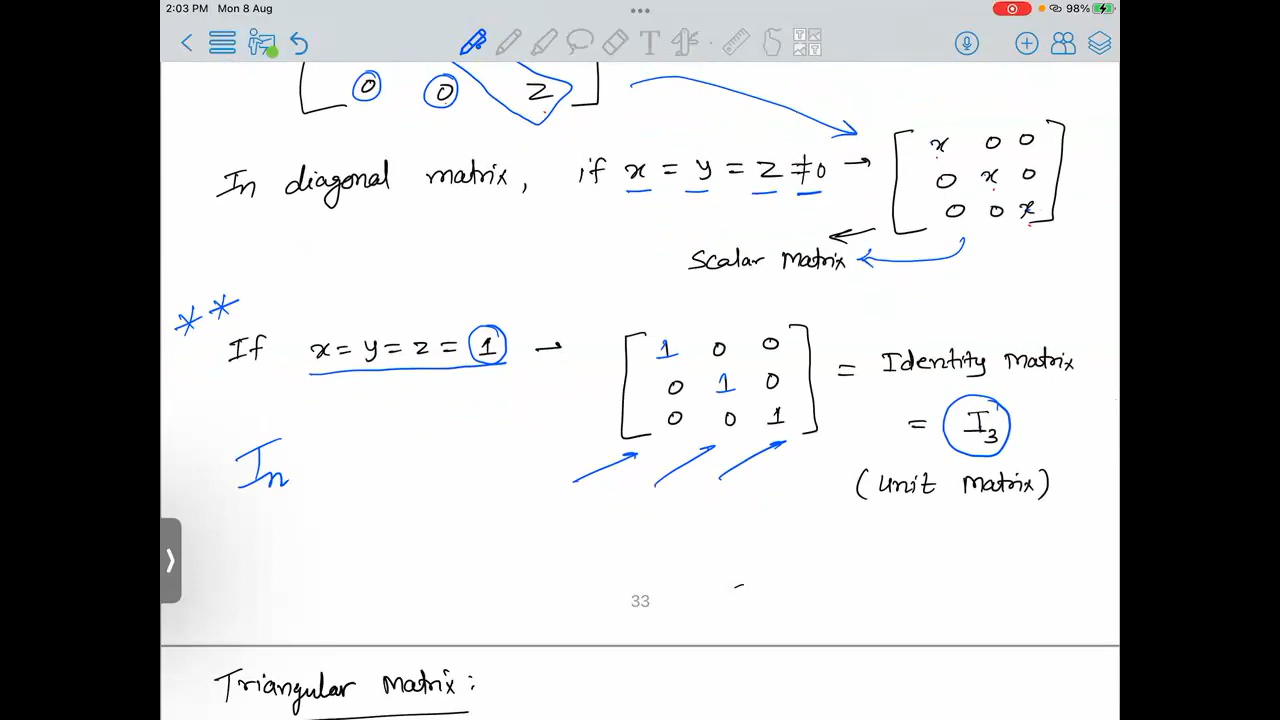 2:03 PM Mon 8 Aug 98%
T
0 0 z
In diagonal matrix, if x = y = z ≠ 0 →
x 0 0
0 x 0
0 0 x
Scalar Matrix
** If x = y = z = 1 →
1 0 0
0 1 0
0 0 1
= Identity Matrix
= I₃
(Unit Matrix)
In
33
Triangular Matrix: